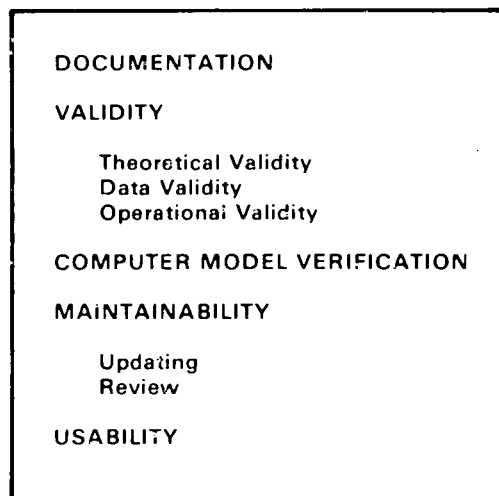 DOCUMENTATION
VALIDITY
Theoretical Validity
Data Validity
Operational Validity
COMPUTER MODEL VERIFICATION
MAINTAINABILITY
Updating
Review
USABILITY